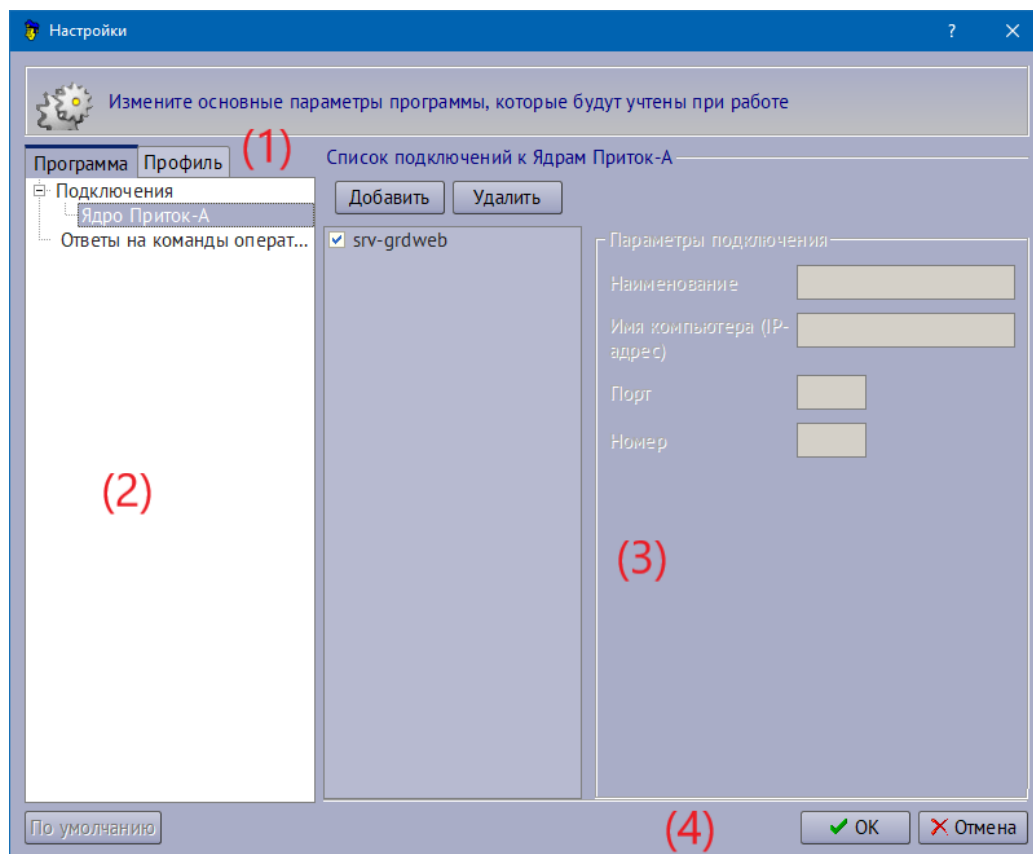 Настройки
?
Измените основные параметры программы, которые будут учтены при работе
(1)
Программа
Профиль
Список подключений к Ядрам Приток-А
Подключения
Ядро Приток-А
Ответы на команды операт...
Добавить
Удалить
srv-grdweb
Параметры подключения
Наименование
Имя компьютера (IP-
адрес)
Порт
Номер
(2)
(3)
По умолчанию
(4)
ОК
Отмена